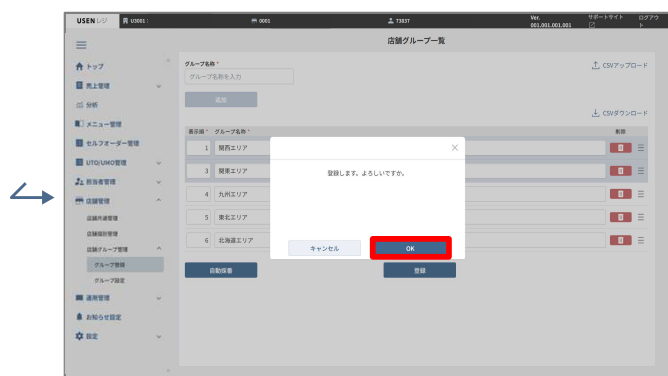 USEN レジ U3001 : 0001 73837 Ver. 001.001.001.001 サポートサイト ログアウト
店舗グループ一覧
トップ
売上管理
分析
メニュー管理
セルフオーダー管理
UTO/UMO管理
担当者管理
店舗管理
店舗共通管理
店舗個別管理
店舗グループ管理
グループ登録
グループ設定
運用管理
お知らせ設定
設定
グループ名称 *
グループ名称を入力
追加
CSVアップロード
CSVダウンロード
表示順 * グループ名称 * 削除
1 関西エリア
3 関東エリア
4 九州エリア
5 東北エリア
6 北海道エリア
自動採番 登録
登録します。よろしいですか。
キャンセル OK